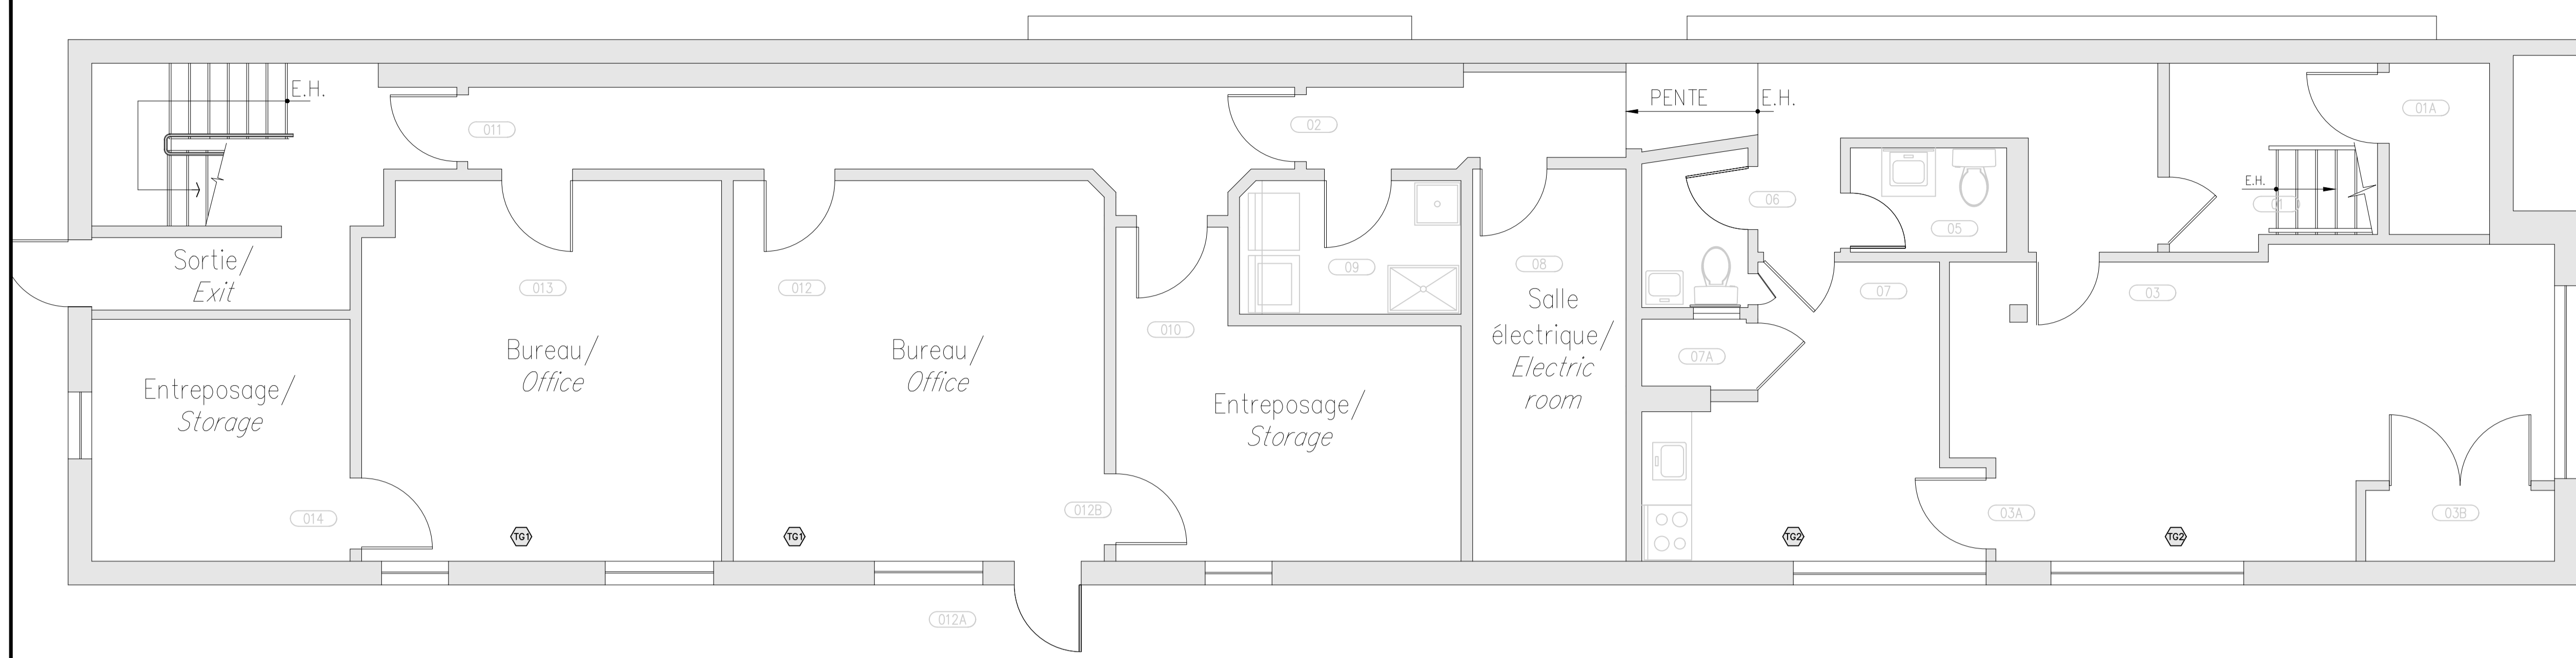 E.H.
011
02
PENTE
E.H.
01A
E.H.
01
06
05
Sortie/
Exit
013
012
09
08
07
03
010
Salle
électrique/
Electric
room
Bureau/
Office
Bureau/
Office
07A
Entreposage/
Storage
Entreposage/
Storage
014
012B
03A
03B
TG1
TG1
TG2
TG2
012A